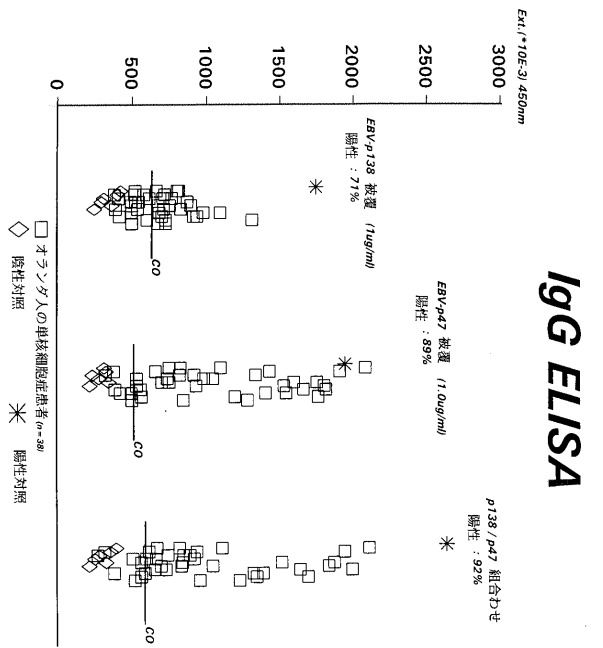 IgG ELISA
Ext.(*10E-3) 450nm
3000
2500
2000
1500
1000
500
0
EBV-p138 被覆 (1ug/ml)
陽性 : 71%
EBV-p47 被覆 (1.0ug/ml)
陽性 : 89%
p138 / p47 組合わせ
陽性 : 92%
CO
CO
CO
オランダ人の単核細胞症患者 (n=38)
陰性対照
陽性対照